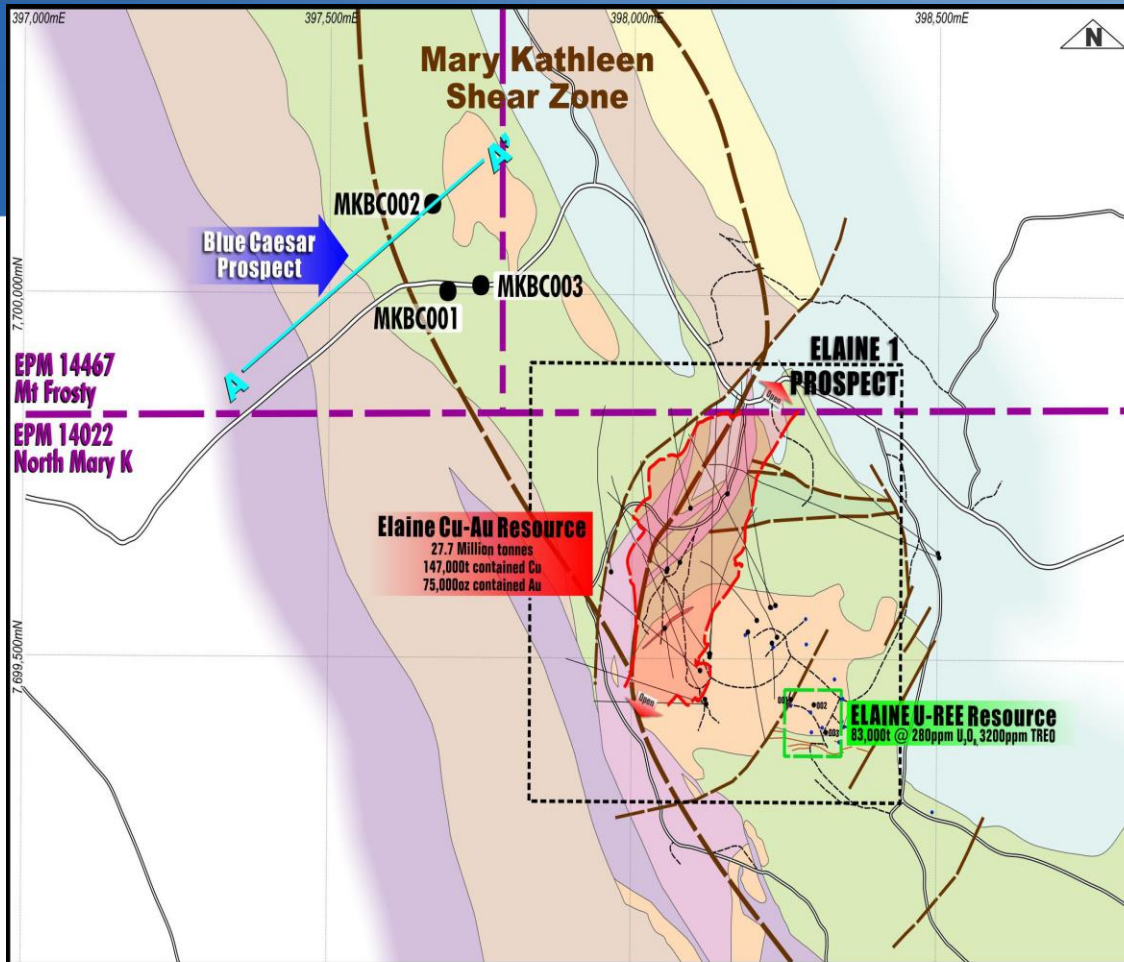 397,000mE
397,500mE
398,000mE
398,500mE
N
Mary Kathleen
Shear Zone
A'
MKBC002
Blue Caesar
Prospect
MKBC003
MKBC001
7,700,000mN
A
EPM 14467
Mt Frosty
ELAINE 1
PROSPECT
Open
EPM 14022
North Mary K
Elaine Cu-Au Resource
27.7 Million tonnes
147,000t contained Cu
75,000oz contained Au
7,699,500mN
Open
002
003
ELAINE U-REE Resource
83,000t @ 280ppm U₃O₈, 3200ppm TREO